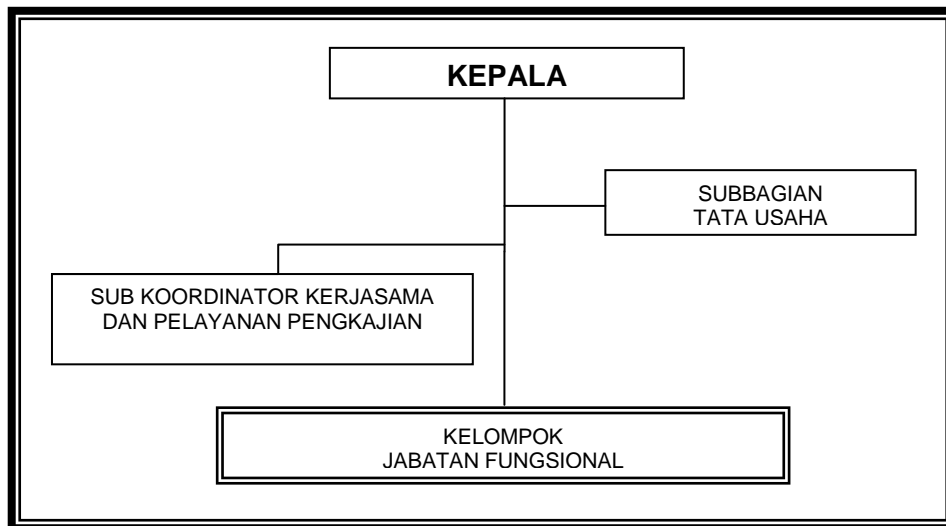 KEPALA
SUBBAGIAN
TATA USAHA
SUB KOORDINATOR KERJASAMA
DAN PELAYANAN PENGKAJIAN
KELOMPOK
JABATAN FUNGSIONAL